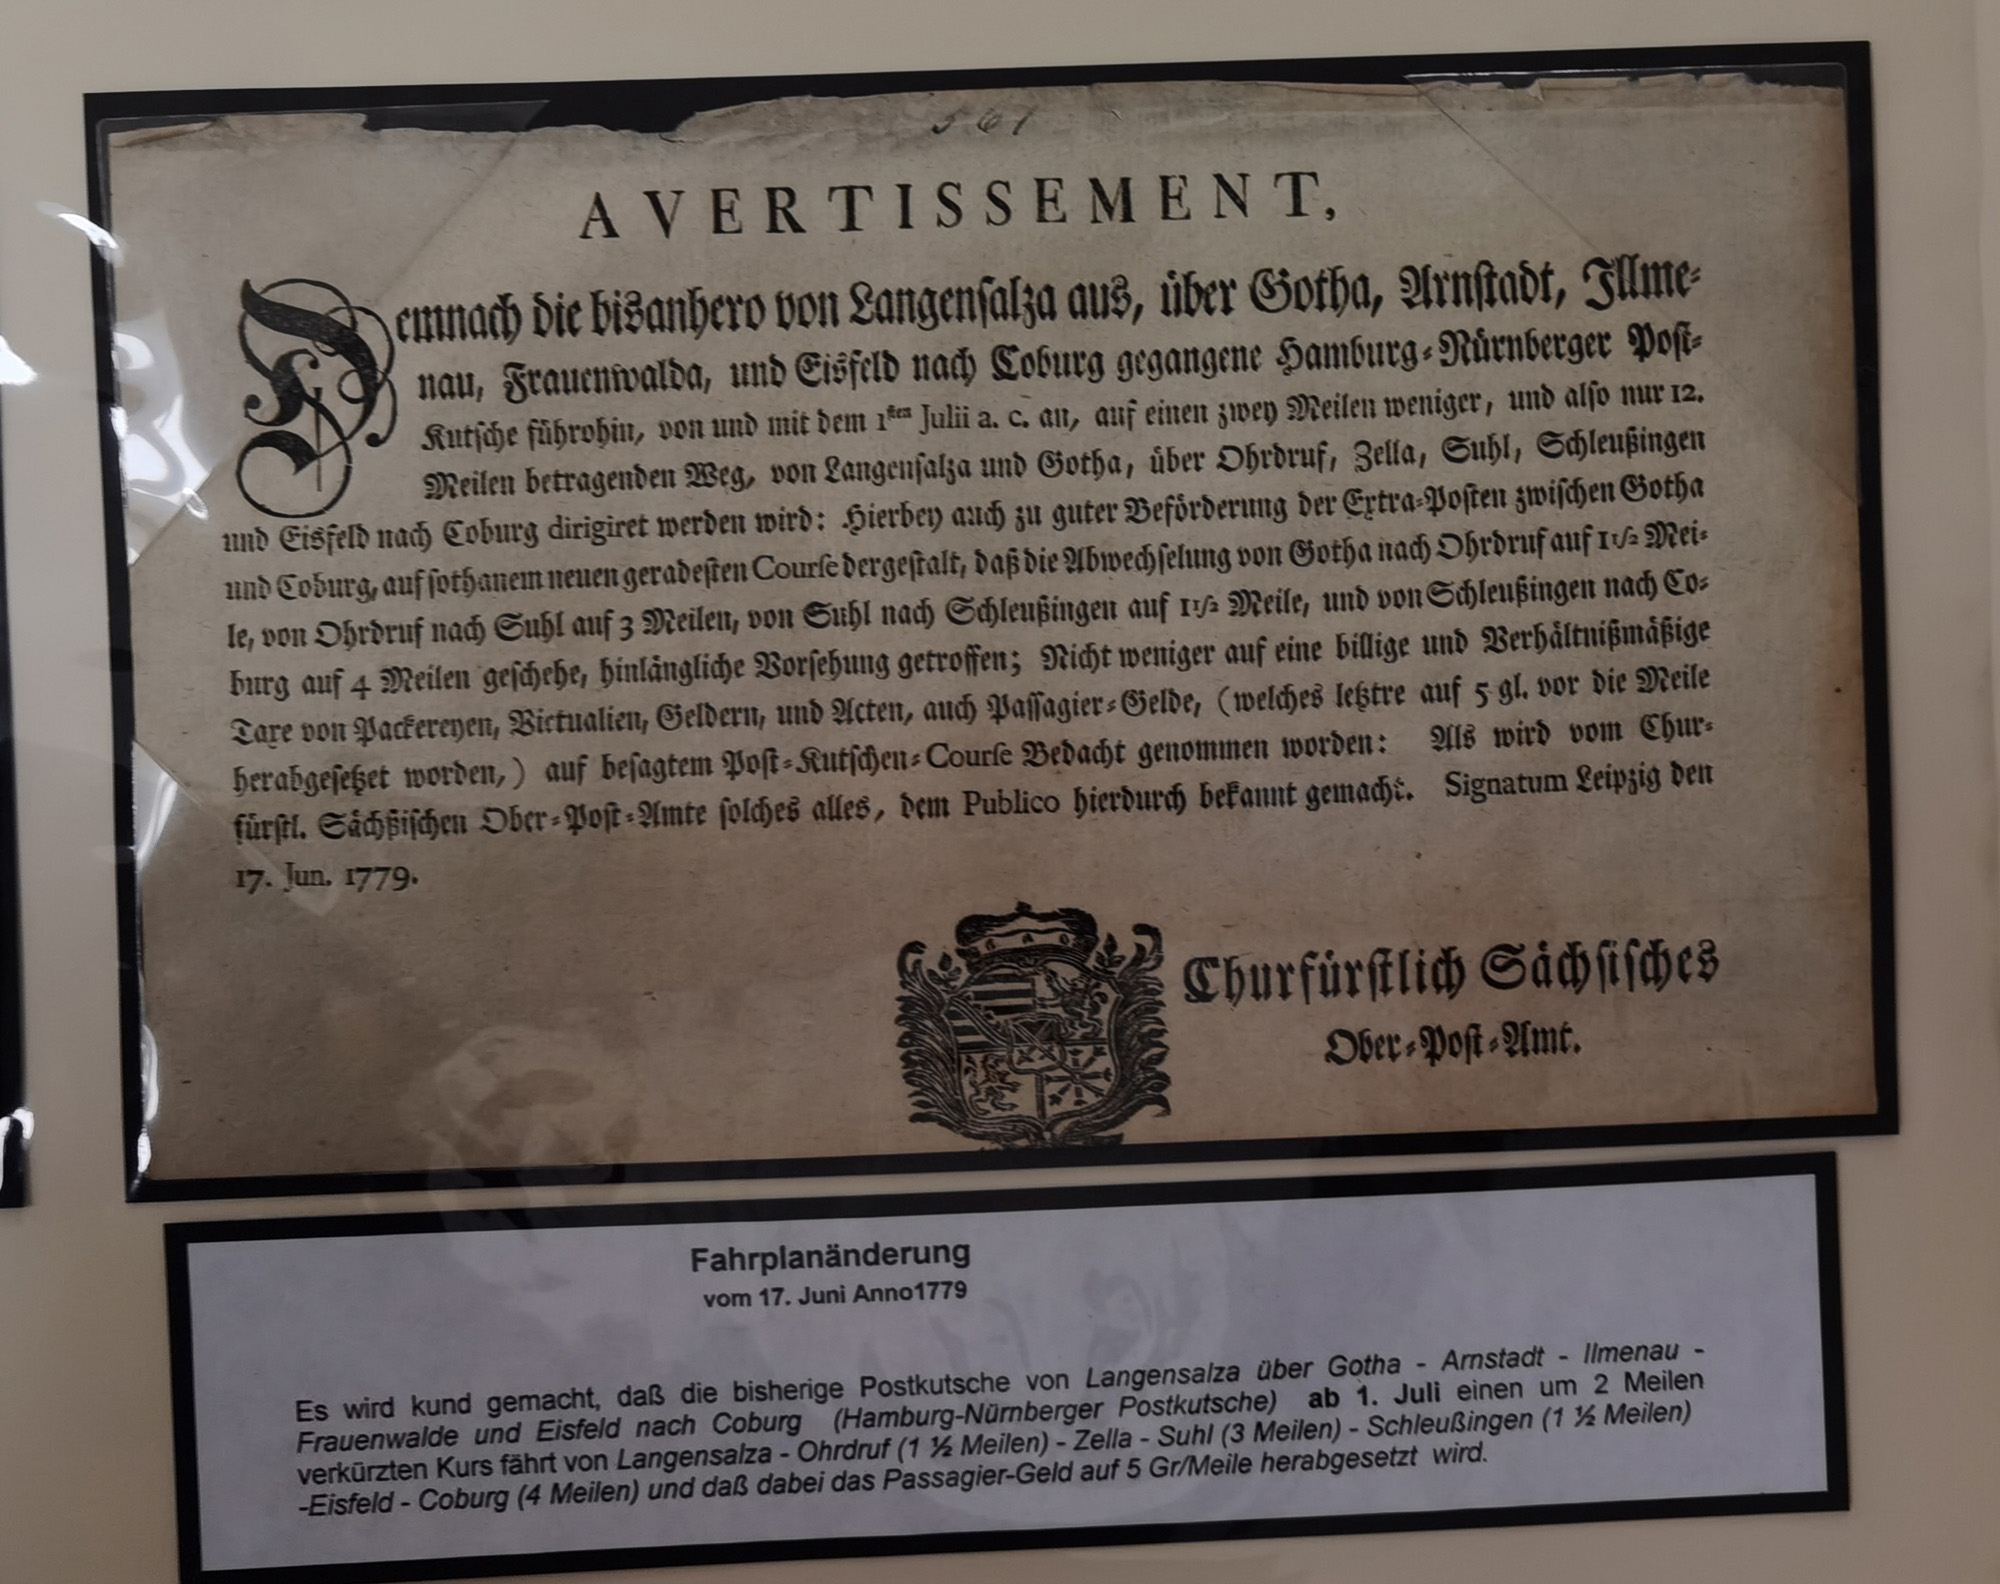 561
AVERTISSEMENT,
Demnach die bisanhero von Langensalza aus, über Gotha, Arnstadt, Illme-
nau, Frauenwalda, und Eisfeld nach Coburg gegangene Hamburg-Nürnberger Post-
Kutsche führohin, von und mit dem 1sten Julii a. c. an, auf einen zwey Meilen weniger, und also nur 12.
Meilen betragenden Weg, von Langensalza und Gotha, über Ohrdruf, Zella, Suhl, Schleußingen
und Eisfeld nach Coburg dirigiret werden wird: Hierbey auch zu guter Beförderung der Extra-Posten zwischen Gotha
und Coburg, auf sothanem neuen geradesten Course dergestalt, daß die Abwechselung von Gotha nach Ohrdruf auf 1 1/2 Mei-
le, von Ohrdruf nach Suhl auf 3 Meilen, von Suhl nach Schleußingen auf 1 1/2 Meile, und von Schleußingen nach Co-
burg auf 4 Meilen geschehe, hinlängliche Vorsehung getroffen; Nicht weniger auf eine billige und Verhältnißmäßige
Taxe von Packereyen, Victualien, Geldern, und Acten, auch Passagier-Gelde, (welches letztre auf 5 gl. vor die Meile
herabgesetzet worden,) auf besagtem Post-Kutschen-Course Bedacht genommen worden: Als wird vom Chur-
fürstl. Sächßischen Ober-Post-Amte solches alles, dem Publico hierdurch bekannt gemacht. Signatum Leipzig den
17. Jun. 1779.
Churfürstlich Sächsisches
Ober-Post-Amt.
Fahrplanänderung
vom 17. Juni Anno1779
Es wird kund gemacht, daß die bisherige Postkutsche von Langensalza über Gotha - Arnstadt - Ilmenau -
Frauenwalde und Eisfeld nach Coburg (Hamburg-Nürnberger Postkutsche) ab 1. Juli einen um 2 Meilen
verkürzten Kurs fährt von Langensalza - Ohrdruf (1 ½ Meilen) - Zella - Suhl (3 Meilen) - Schleußingen (1 ½ Meilen)
-Eisfeld - Coburg (4 Meilen) und daß dabei das Passagier-Geld auf 5 Gr/Meile herabgesetzt wird.